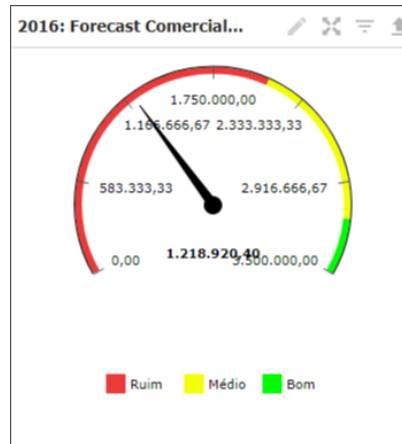 2016: Forecast Comercial...
1.750.000,00
1.166.666,67 2.333.333,33
583.333,33 2.916.666,67
0,00 1.218.920,40 3.500.000,00
Ruim Médio Bom